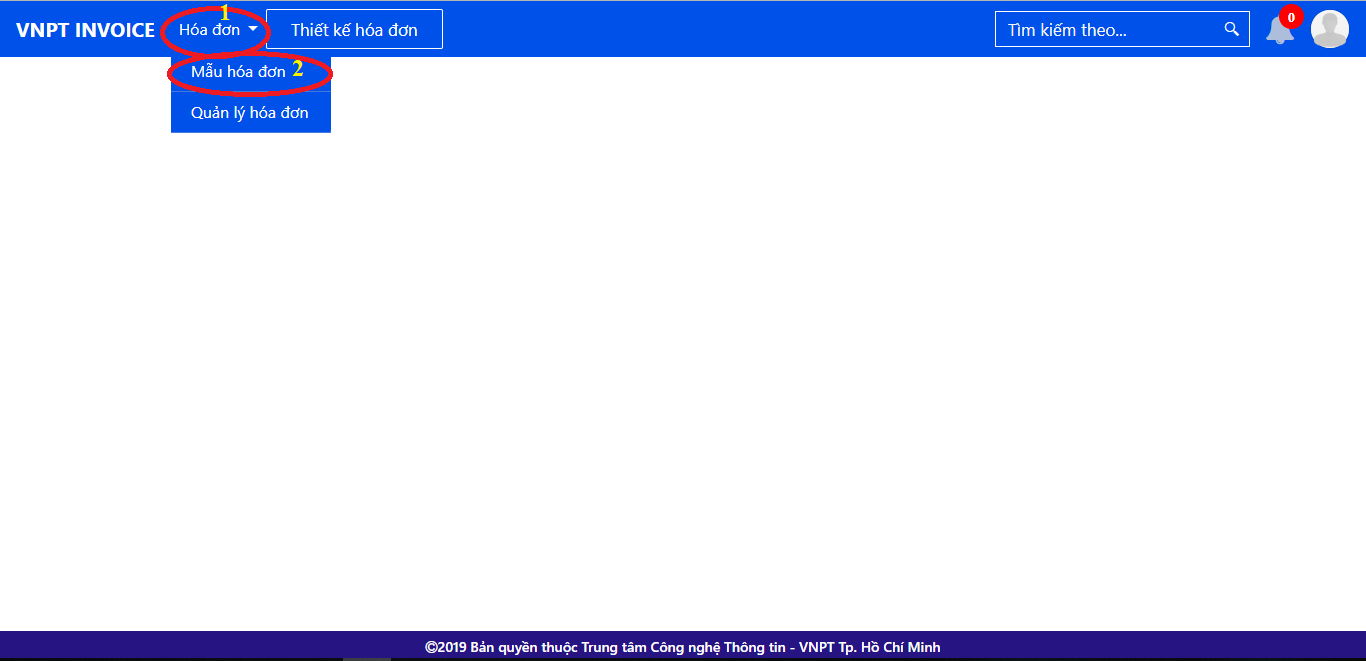 VNPT INVOICE Hóa đơn 1 Thiết kế hóa đơn Tìm kiếm theo... 0
Mẫu hóa đơn 2
Quản lý hóa đơn
©2019 Bản quyền thuộc Trung tâm Công nghệ Thông tin - VNPT Tp. Hồ Chí Minh